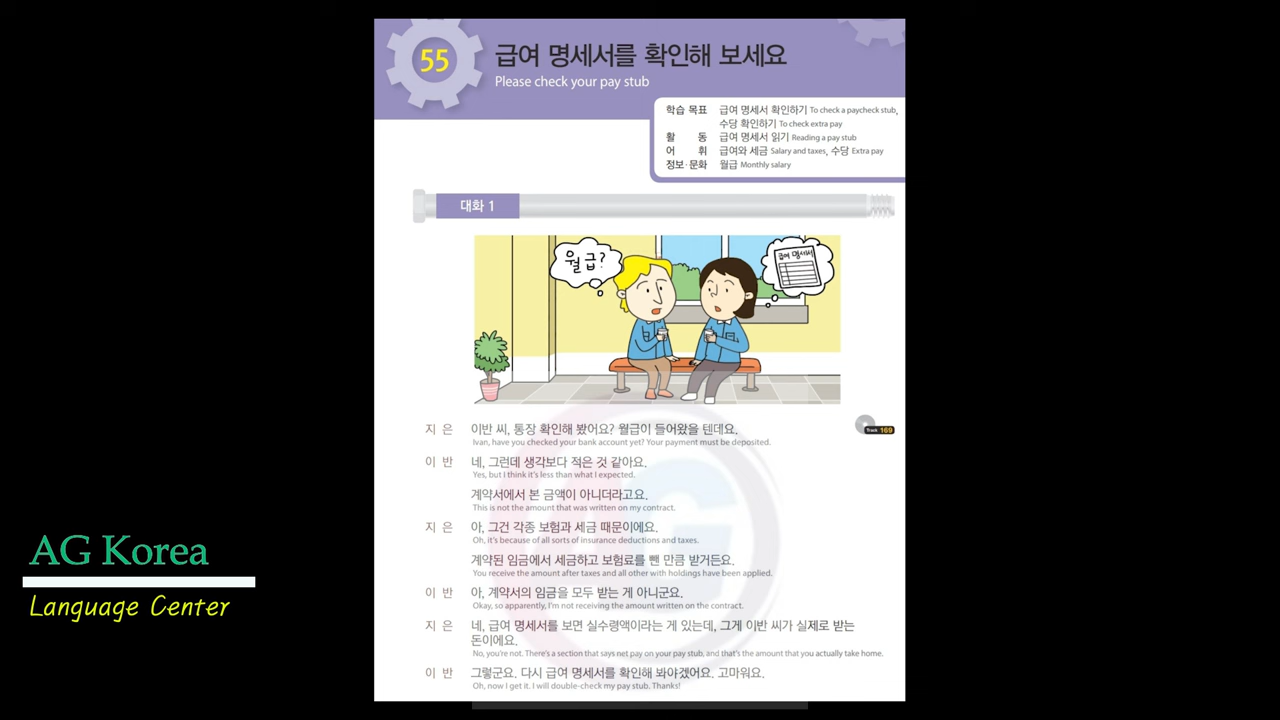 55
급여 명세서를 확인해 보세요
Please check your pay stub
학습 목표 급여 명세서 확인하기 To check a paycheck stub,
수당 확인하기 To check extra pay
활 동 급여 명세서 읽기 Reading a pay stub
어 휘 급여와 세금 Salary and taxes, 수당 Extra pay
정보·문화 월급 Monthly salary
대화 1
월급?
급여 명세서
지 은 이반 씨, 통장 확인해 봤어요? 월급이 들어왔을 텐데요.
Track 169
Ivan, have you checked your bank account yet? Your payment must be deposited.
이 반 네, 그런데 생각보다 적은 것 같아요.
Yes, but I think it's less than what I expected.
계약서에서 본 금액이 아니더라고요.
This is not the amount that was written on my contract.
지 은 아, 그건 각종 보험과 세금 때문이에요.
Oh, it's because of all sorts of insurance deductions and taxes.
계약된 임금에서 세금하고 보험료를 뺀 만큼 받거든요.
You receive the amount after taxes and all other with holdings have been applied.
이 반 아, 계약서의 임금을 모두 받는 게 아니군요.
Okay, so apparently, I'm not receiving the amount written on the contract.
지 은 네, 급여 명세서를 보면 실수령액이라는 게 있는데, 그게 이반 씨가 실제로 받는
돈이에요.
No, you're not. There's a section that says net pay on your pay stub, and that's the amount that you actually take home.
이 반 그렇군요. 다시 급여 명세서를 확인해 봐야겠어요. 고마워요.
Oh, now I get it. I will double-check my pay stub. Thanks!
AG Korea
Language Center